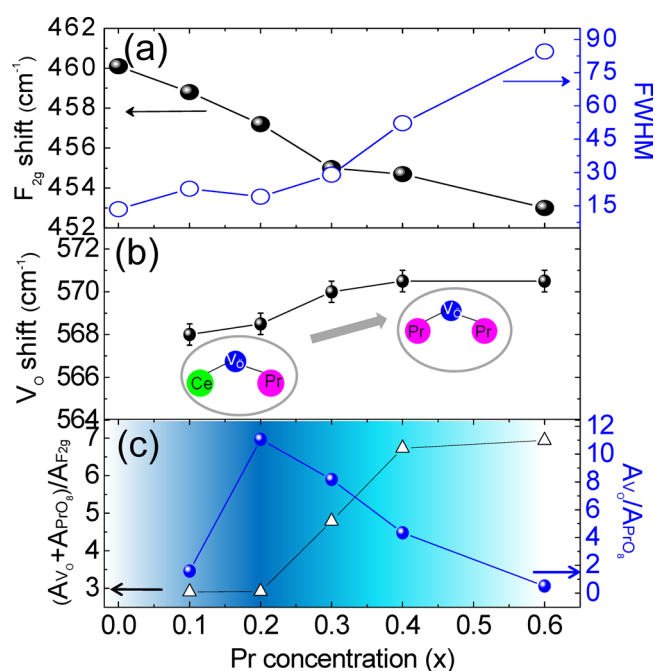 (a)
F2g shift (cm-1)
460
458
456
454
452
90
75
60
45
30
15
FWHM
(b)
VO shift (cm-1)
572
570
568
566
564
VO
Ce
Pr
VO
Pr
Pr
(c)
(AVO+APrO8)/AF2g
7
6
5
4
3
12
10
8
6
4
2
0
AVO/APrO8
0.0 0.1 0.2 0.3 0.4 0.5 0.6
Pr concentration (x)